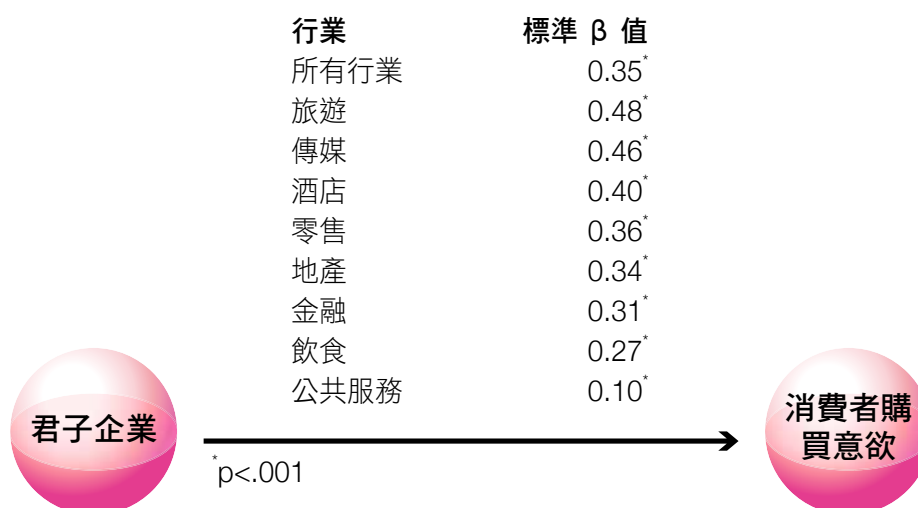 行業 標準 β 值
所有行業 0.35*
旅遊 0.48*
傳媒 0.46*
酒店 0.40*
零售 0.36*
地產 0.34*
金融 0.31*
飲食 0.27*
公共服務 0.10*
君子企業
消費者購
買意欲
*p<.001